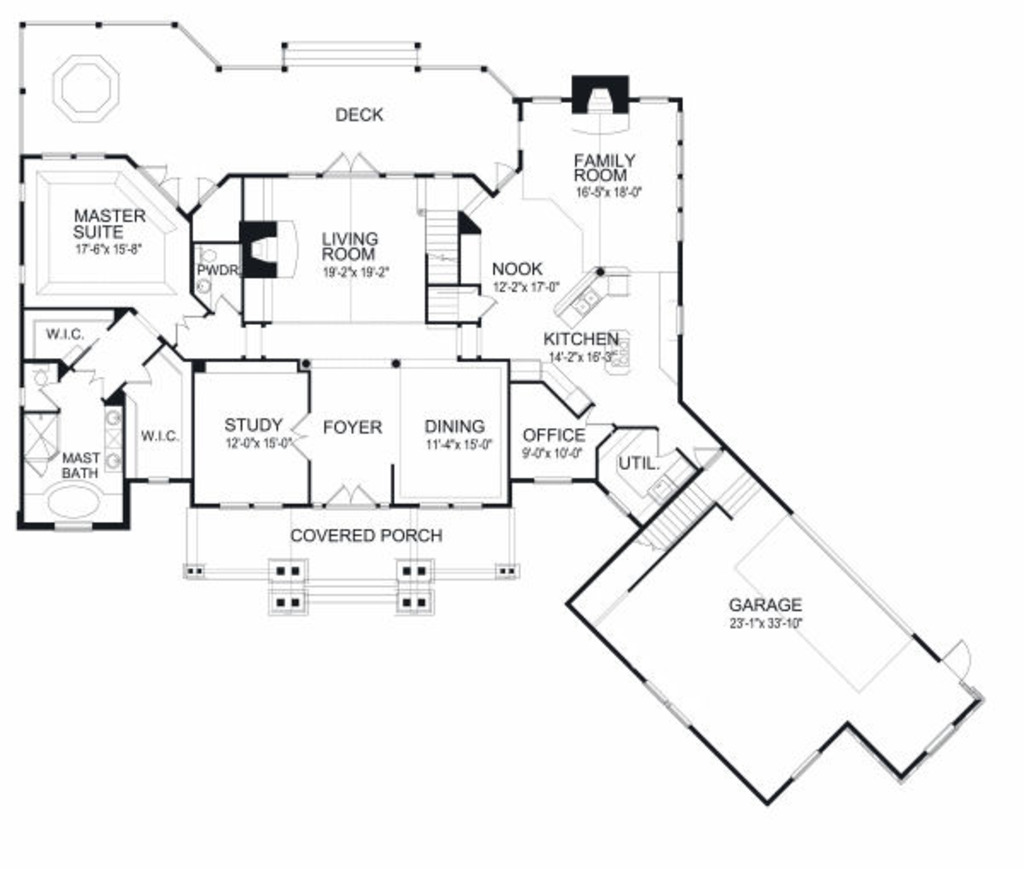 DECK
FAMILY
ROOM
16'-5"x 18'-0"
MASTER
SUITE
17'-6"x 15'-8"
LIVING
ROOM
19'-2"x 19'-2"
PWDR
NOOK
12'-2"x 17'-0"
W.I.C.
KITCHEN
14'-2"x 16'-3"
STUDY
12'-0"x 15'-0"
FOYER
DINING
11'-4"x 15'-0"
W.I.C.
OFFICE
9'-0"x 10'-0"
MAST
BATH
UTIL.
COVERED PORCH
GARAGE
23'-1"x 33'-10"